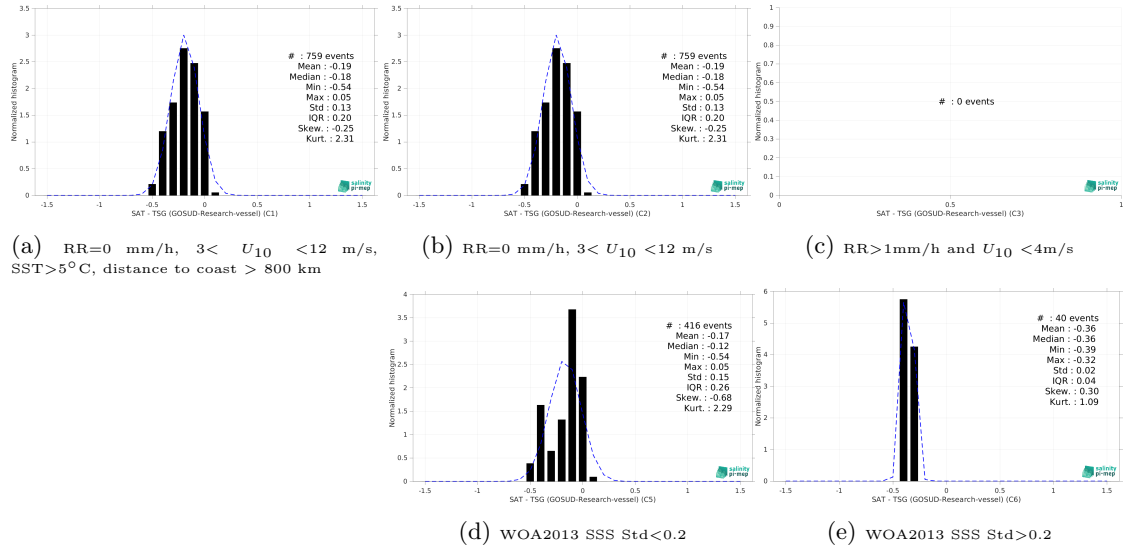 3.5
3
2.5
2
1.5
1
0.5
0
-1.5 -1 -0.5 0 0.5 1 1.5
Normalized histogram
SAT - TSG (GOSUD-Research-vessel) (C1)
# : 759 events
Mean : -0.19
Median : -0.18
Min : -0.54
Max : 0.05
Std : 0.13
IQR : 0.20
Skew. : -0.25
Kurt. : 2.31
salinity
pi-mep
(a) RR=0 mm/h, 3< U10 <12 m/s,
SST>5°C, distance to coast > 800 km
3.5
3
2.5
2
1.5
1
0.5
0
-1.5 -1 -0.5 0 0.5 1 1.5
Normalized histogram
SAT - TSG (GOSUD-Research-vessel) (C2)
# : 759 events
Mean : -0.19
Median : -0.18
Min : -0.54
Max : 0.05
Std : 0.13
IQR : 0.20
Skew. : -0.25
Kurt. : 2.31
salinity
pi-mep
(b) RR=0 mm/h, 3< U10 <12 m/s
1
0.9
0.8
0.7
0.6
0.5
0.4
0.3
0.2
0.1
0
0 0.5 1
Normalized histogram
SAT - TSG (GOSUD-Research-vessel) (C3)
# : 0 events
salinity
pi-mep
(c) RR>1mm/h and U10 <4m/s
4
3.5
3
2.5
2
1.5
1
0.5
0
-1.5 -1 -0.5 0 0.5 1 1.5
Normalized histogram
SAT - TSG (GOSUD-Research-vessel) (C5)
# : 416 events
Mean : -0.17
Median : -0.12
Min : -0.54
Max : 0.05
Std : 0.15
IQR : 0.26
Skew. : -0.68
Kurt. : 2.29
salinity
pi-mep
(d) WOA2013 SSS Std<0.2
6
5
4
3
2
1
0
-1.5 -1 -0.5 0 0.5 1 1.5
Normalized histogram
SAT - TSG (GOSUD-Research-vessel) (C6)
# : 40 events
Mean : -0.36
Median : -0.36
Min : -0.39
Max : -0.32
Std : 0.02
IQR : 0.04
Skew. : 0.30
Kurt. : 1.09
salinity
pi-mep
(e) WOA2013 SSS Std>0.2